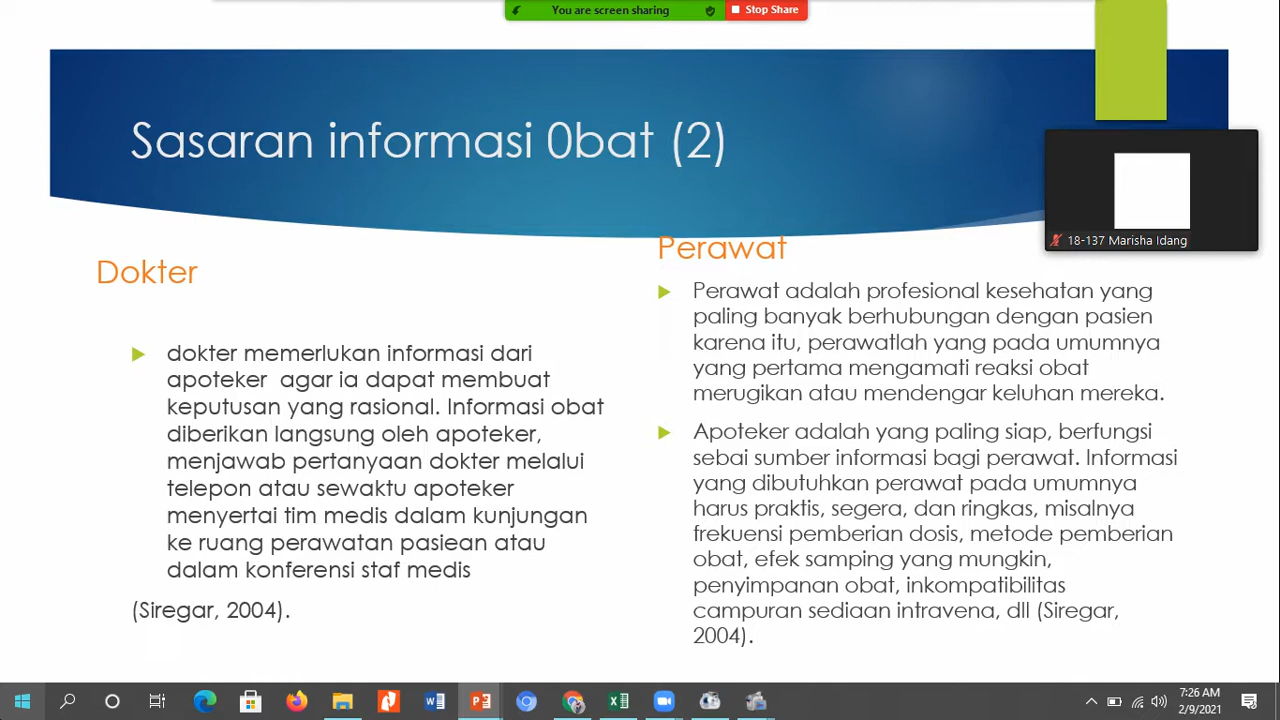 You are screen sharing
Stop Share
Sasaran informasi 0bat (2)
18-137 Marisha Idang
Dokter
dokter memerlukan informasi dari
apoteker  agar ia dapat membuat
keputusan yang rasional. Informasi obat
diberikan langsung oleh apoteker,
menjawab pertanyaan dokter melalui
telepon atau sewaktu apoteker
menyertai tim medis dalam kunjungan
ke ruang perawatan pasiean atau
dalam konferensi staf medis
(Siregar, 2004).
Perawat
Perawat adalah profesional kesehatan yang
paling banyak berhubungan dengan pasien
karena itu, perawatlah yang pada umumnya
yang pertama mengamati reaksi obat
merugikan atau mendengar keluhan mereka.
Apoteker adalah yang paling siap, berfungsi
sebai sumber informasi bagi perawat. Informasi
yang dibutuhkan perawat pada umumnya
harus praktis, segera, dan ringkas, misalnya
frekuensi pemberian dosis, metode pemberian
obat, efek samping yang mungkin,
penyimpanan obat, inkompatibilitas
campuran sediaan intravena, dll (Siregar,
2004).
7:26 AM
2/9/2021